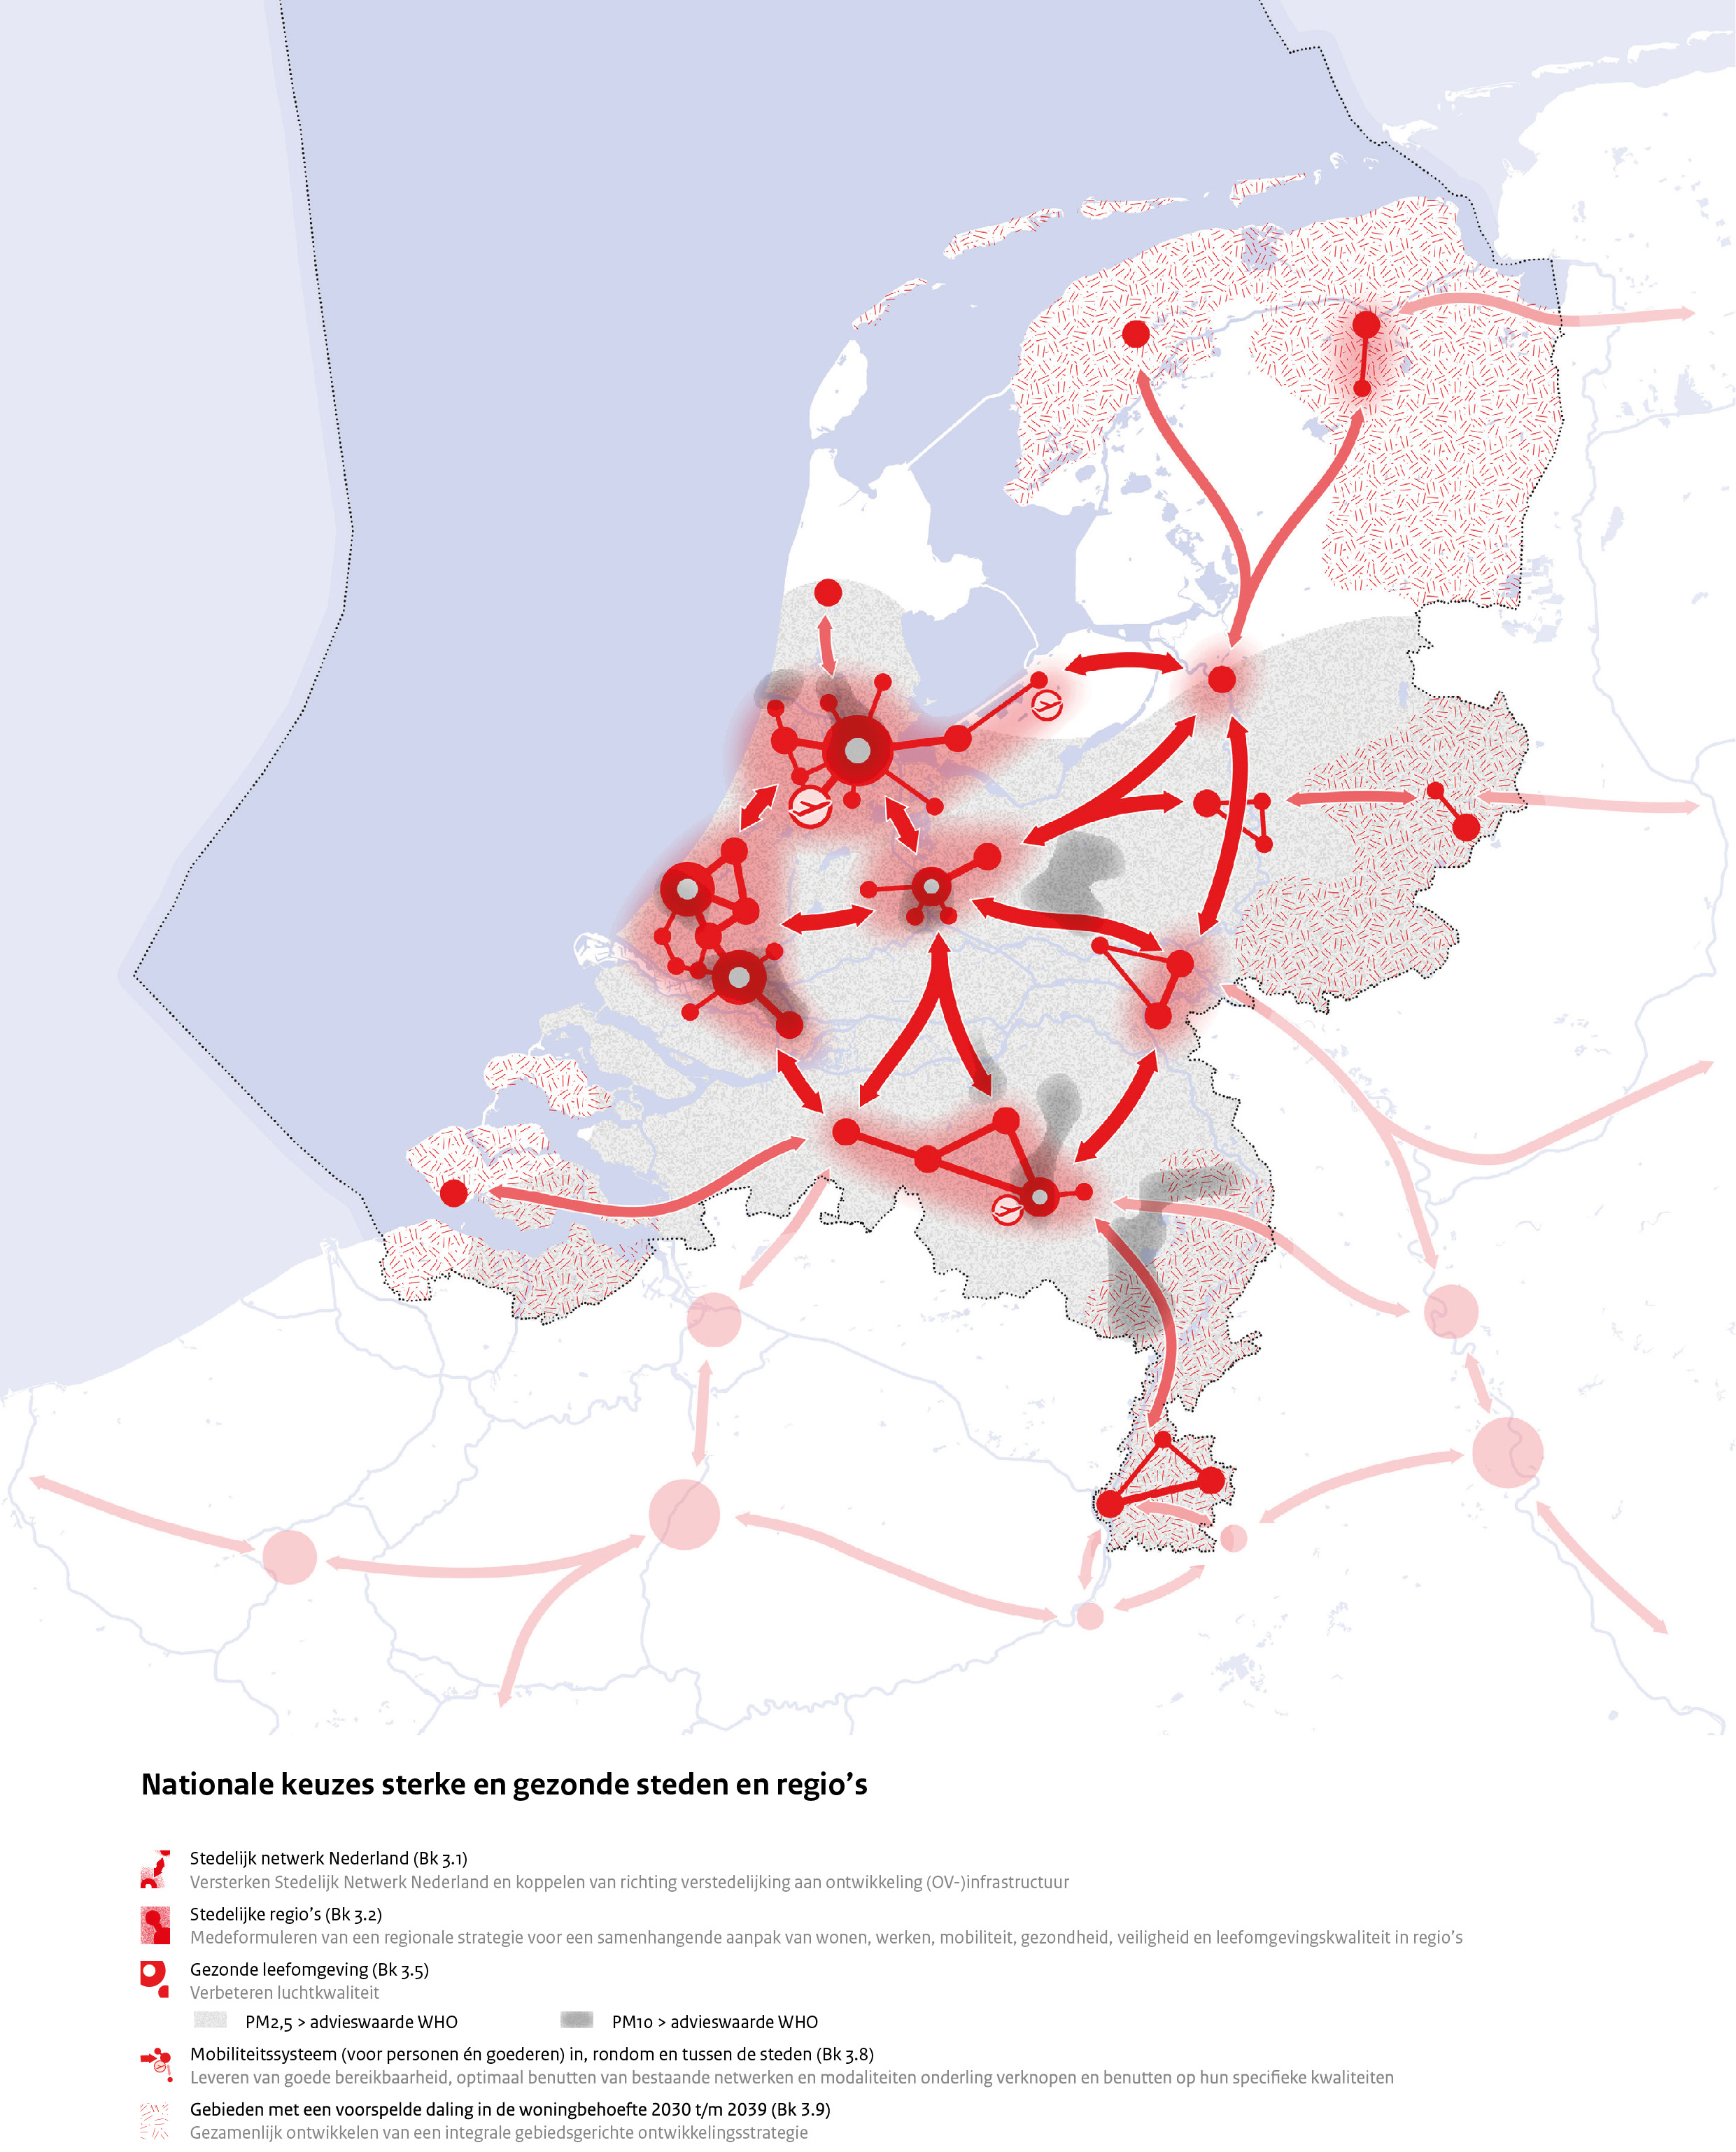 Nationale keuzes sterke en gezonde steden en regio’s
Stedelijk netwerk Nederland (Bk 3.1)
Versterken Stedelijk Netwerk Nederland en koppelen van richting verstedelijking aan ontwikkeling (OV-)infrastructuur
Stedelijke regio’s (Bk 3.2)
Medeformuleren van een regionale strategie voor een samenhangende aanpak van wonen, werken, mobiliteit, gezondheid, veiligheid en leefomgevingskwaliteit in regio’s
Gezonde leefomgeving (Bk 3.5)
Verbeteren luchtkwaliteit
PM2,5 > advieswaarde WHO PM10 > advieswaarde WHO
Mobiliteitssysteem (voor personen én goederen) in, rondom en tussen de steden (Bk 3.8)
Leveren van goede bereikbaarheid, optimaal benutten van bestaande netwerken en modaliteiten onderling verknopen en benutten op hun specifieke kwaliteiten
Gebieden met een voorspelde daling in de woningbehoefte 2030 t/m 2039 (Bk 3.9)
Gezamenlijk ontwikkelen van een integrale gebiedsgerichte ontwikkelingsstrategie